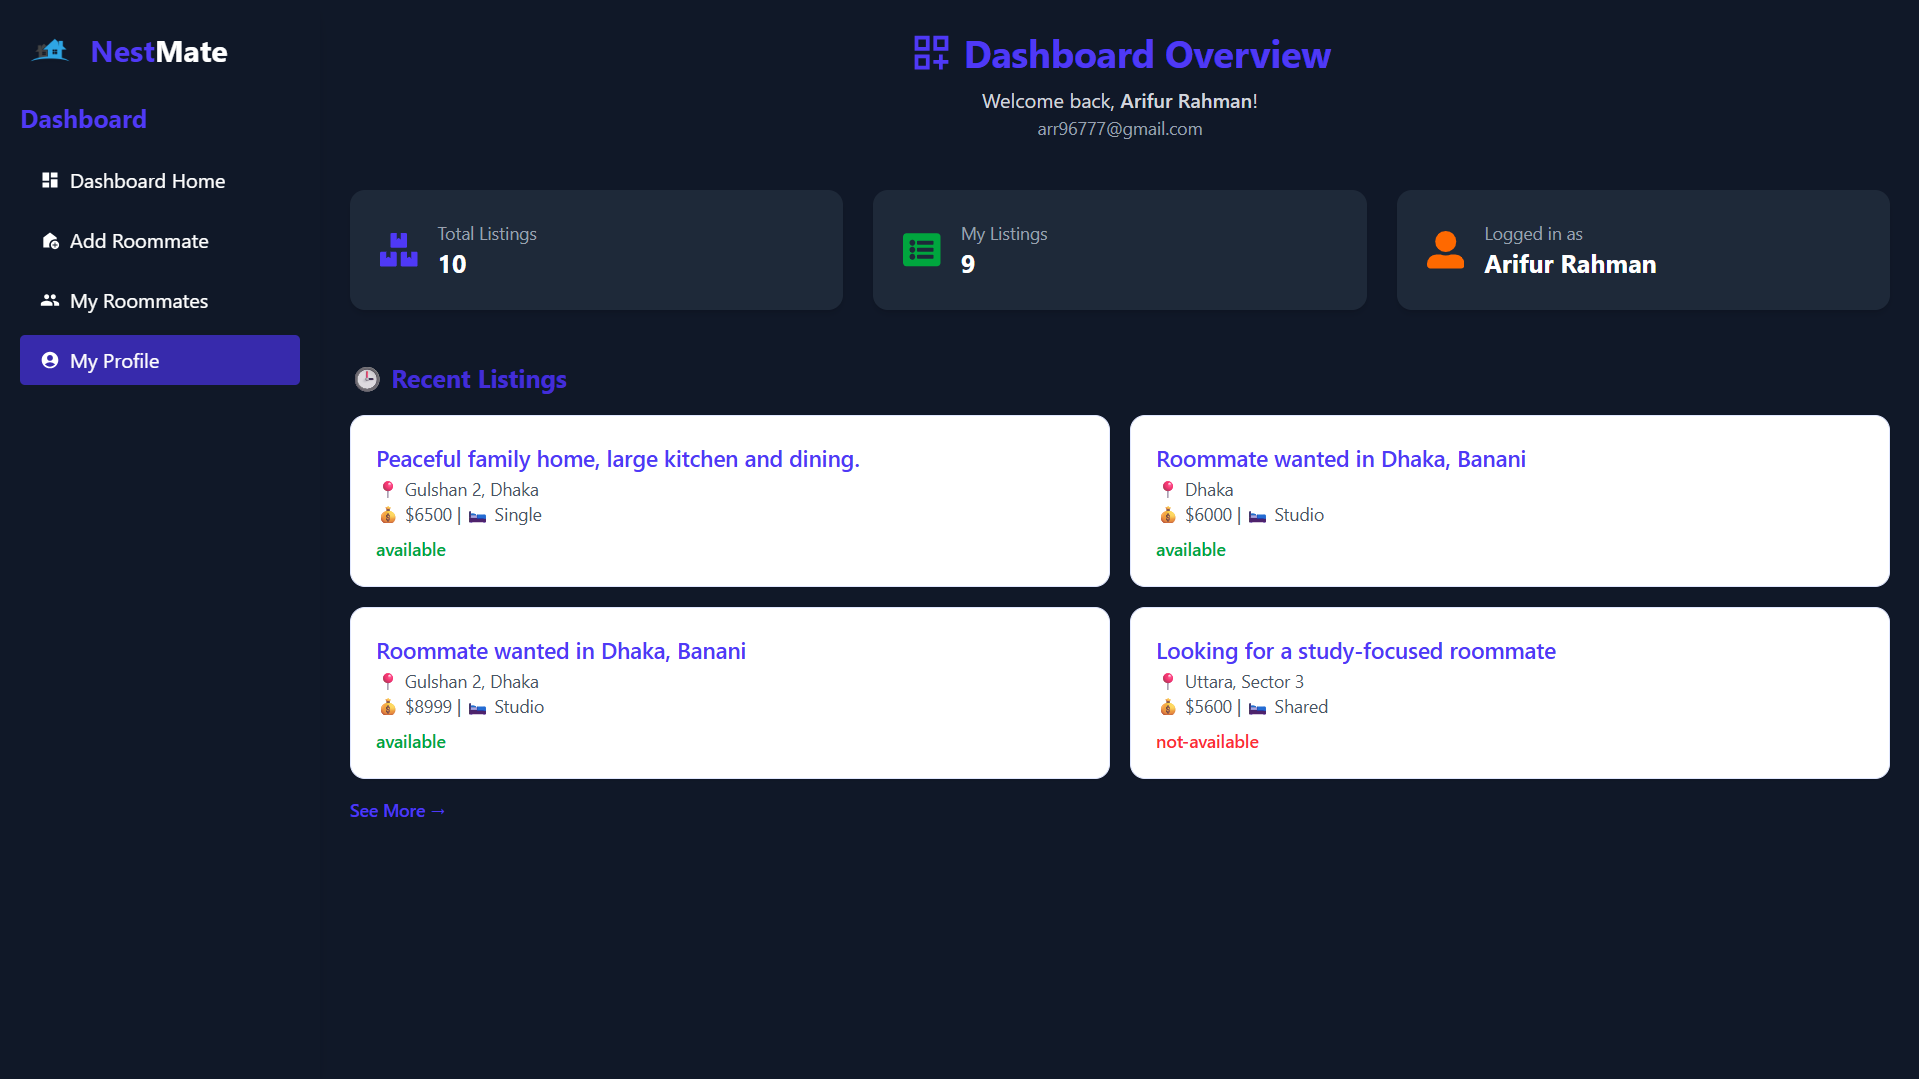 NestMate
Dashboard
Dashboard Home
Add Roommate
My Roommates
My Profile
Dashboard Overview
Welcome back, Arifur Rahman!
arr96777@gmail.com
Total Listings
10
My Listings
9
Logged in as
Arifur Rahman
Recent Listings
Peaceful family home, large kitchen and dining.
Gulshan 2, Dhaka
$6500 | Single
available
Roommate wanted in Dhaka, Banani
Dhaka
$6000 | Studio
available
Roommate wanted in Dhaka, Banani
Gulshan 2, Dhaka
$8999 | Studio
available
Looking for a study-focused roommate
Uttara, Sector 3
$5600 | Shared
not-available
See More →